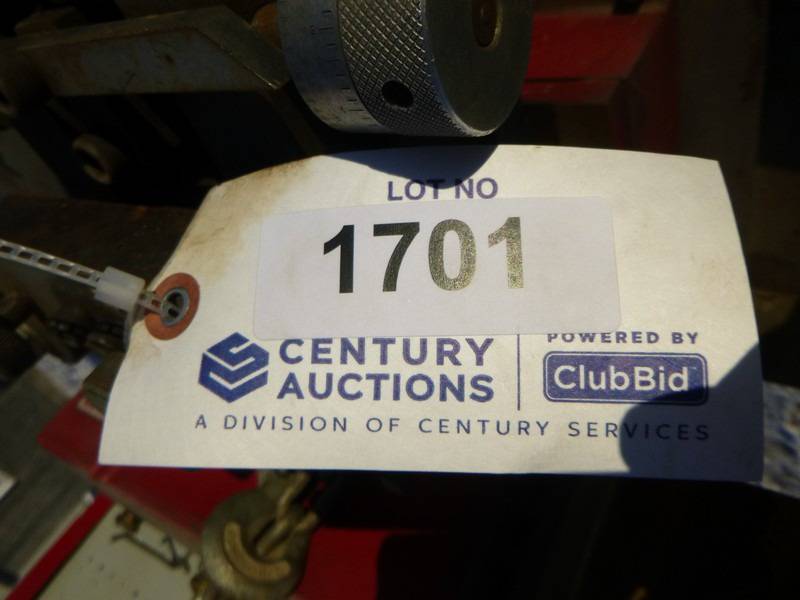 LOT NO
1701
CENTURY
AUCTIONS
POWERED BY
ClubBid
A DIVISION OF CENTURY SERVICES